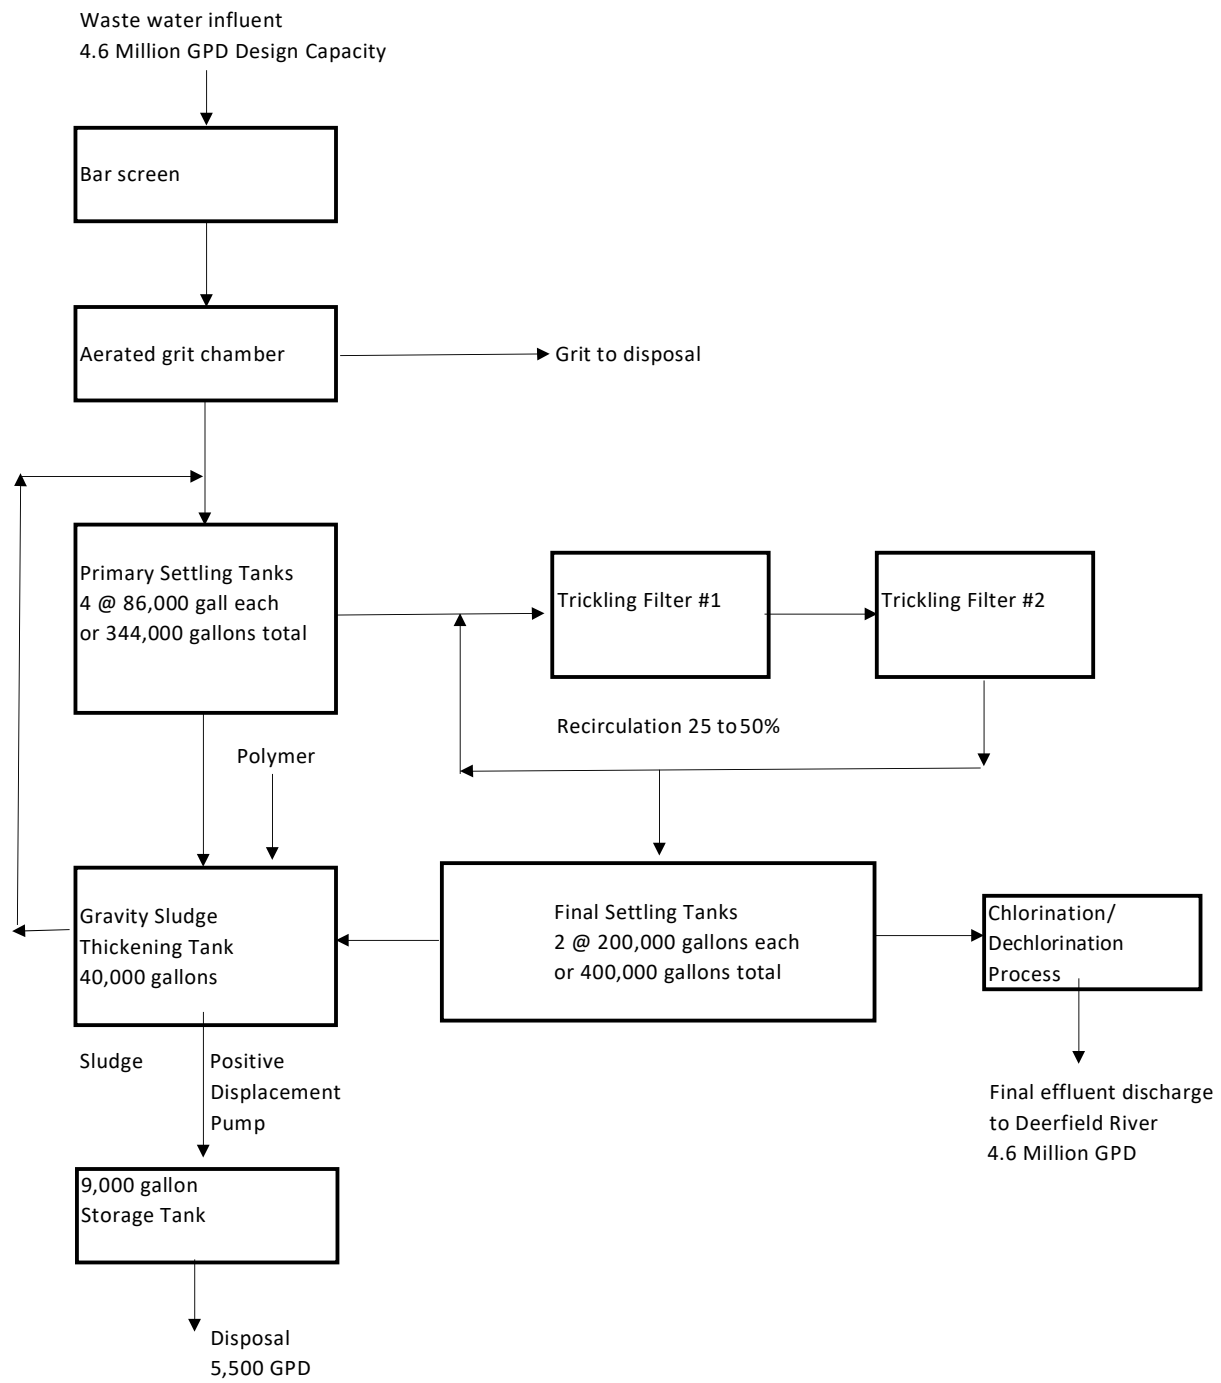 Waste water influent
4.6 Million GPD Design Capacity
Bar screen
Aerated grit chamber
Grit to disposal
Primary Settling Tanks
4 @ 86,000 gall each
or 344,000 gallons total
Trickling Filter #1
Trickling Filter #2
Recirculation 25 to 50%
Polymer
Gravity Sludge
Thickening Tank
40,000 gallons
Final Settling Tanks
2 @ 200,000 gallons each
or 400,000 gallons total
Chlorination/
Dechlorination
Process
Sludge
Positive
Displacement
Pump
Final effluent discharge
to Deerfield River
4.6 Million GPD
9,000 gallon
Storage Tank
Disposal
5,500 GPD